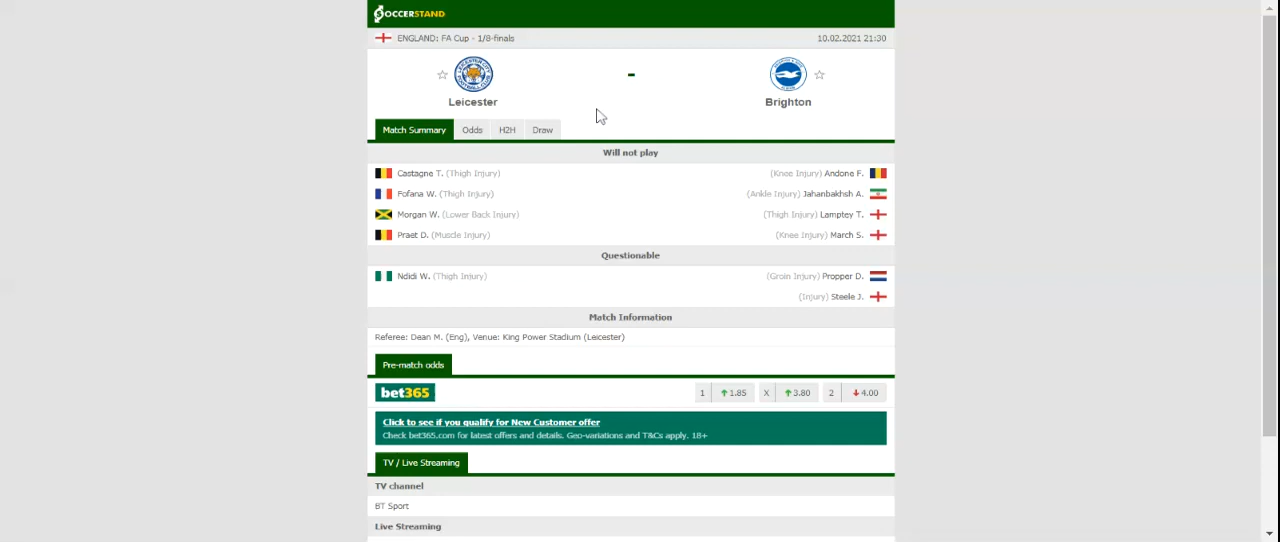 SOCCERSTAND
ENGLAND: FA Cup - 1/8-finals 10.02.2021 21:30
-
Leicester Brighton
Match Summary Odds H2H Draw
Will not play
Castagne T. (Thigh Injury) (Knee Injury) Andone F.
Fofana W. (Thigh Injury) (Ankle Injury) Jahanbakhsh A.
Morgan W. (Lower Back Injury) (Thigh Injury) Lamptey T.
Praet D. (Muscle Injury) (Knee Injury) March S.
Questionable
Ndidi W. (Thigh Injury) (Groin Injury) Propper D.
(Injury) Steele J.
Match Information
Referee: Dean M. (Eng), Venue: King Power Stadium (Leicester)
Pre-match odds
bet365 1 1.85 X 3.80 2 4.00
Click to see if you qualify for New Customer offer
Check bet365.com for latest offers and details. Geo-variations and T&Cs apply. 18+
TV / Live Streaming
TV channel
BT Sport
Live Streaming